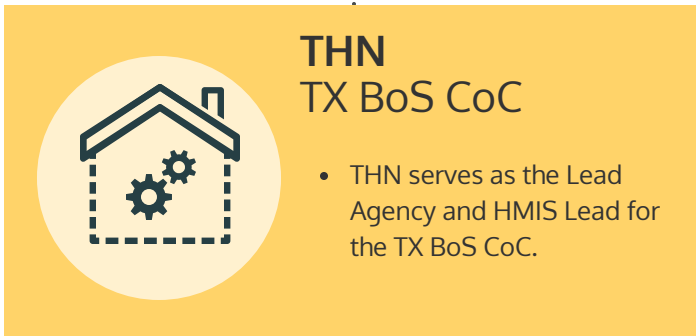 THN
TX BoS CoC
• THN serves as the Lead
Agency and HMIS Lead for
the TX BoS CoC.